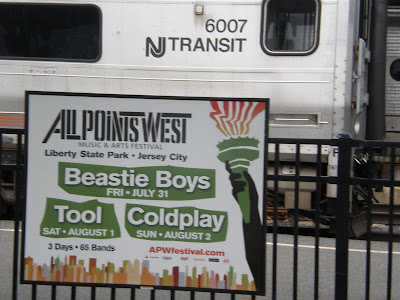 6007
NJ TRANSIT
ALL POINTS WEST
MUSIC & ARTS FESTIVAL
Liberty State Park • Jersey City
Beastie Boys
FRI • JULY 31
Tool
SAT • AUGUST 1
Coldplay
SUN • AUGUST 2
3 Days • 65 Bands
APWfestival.com